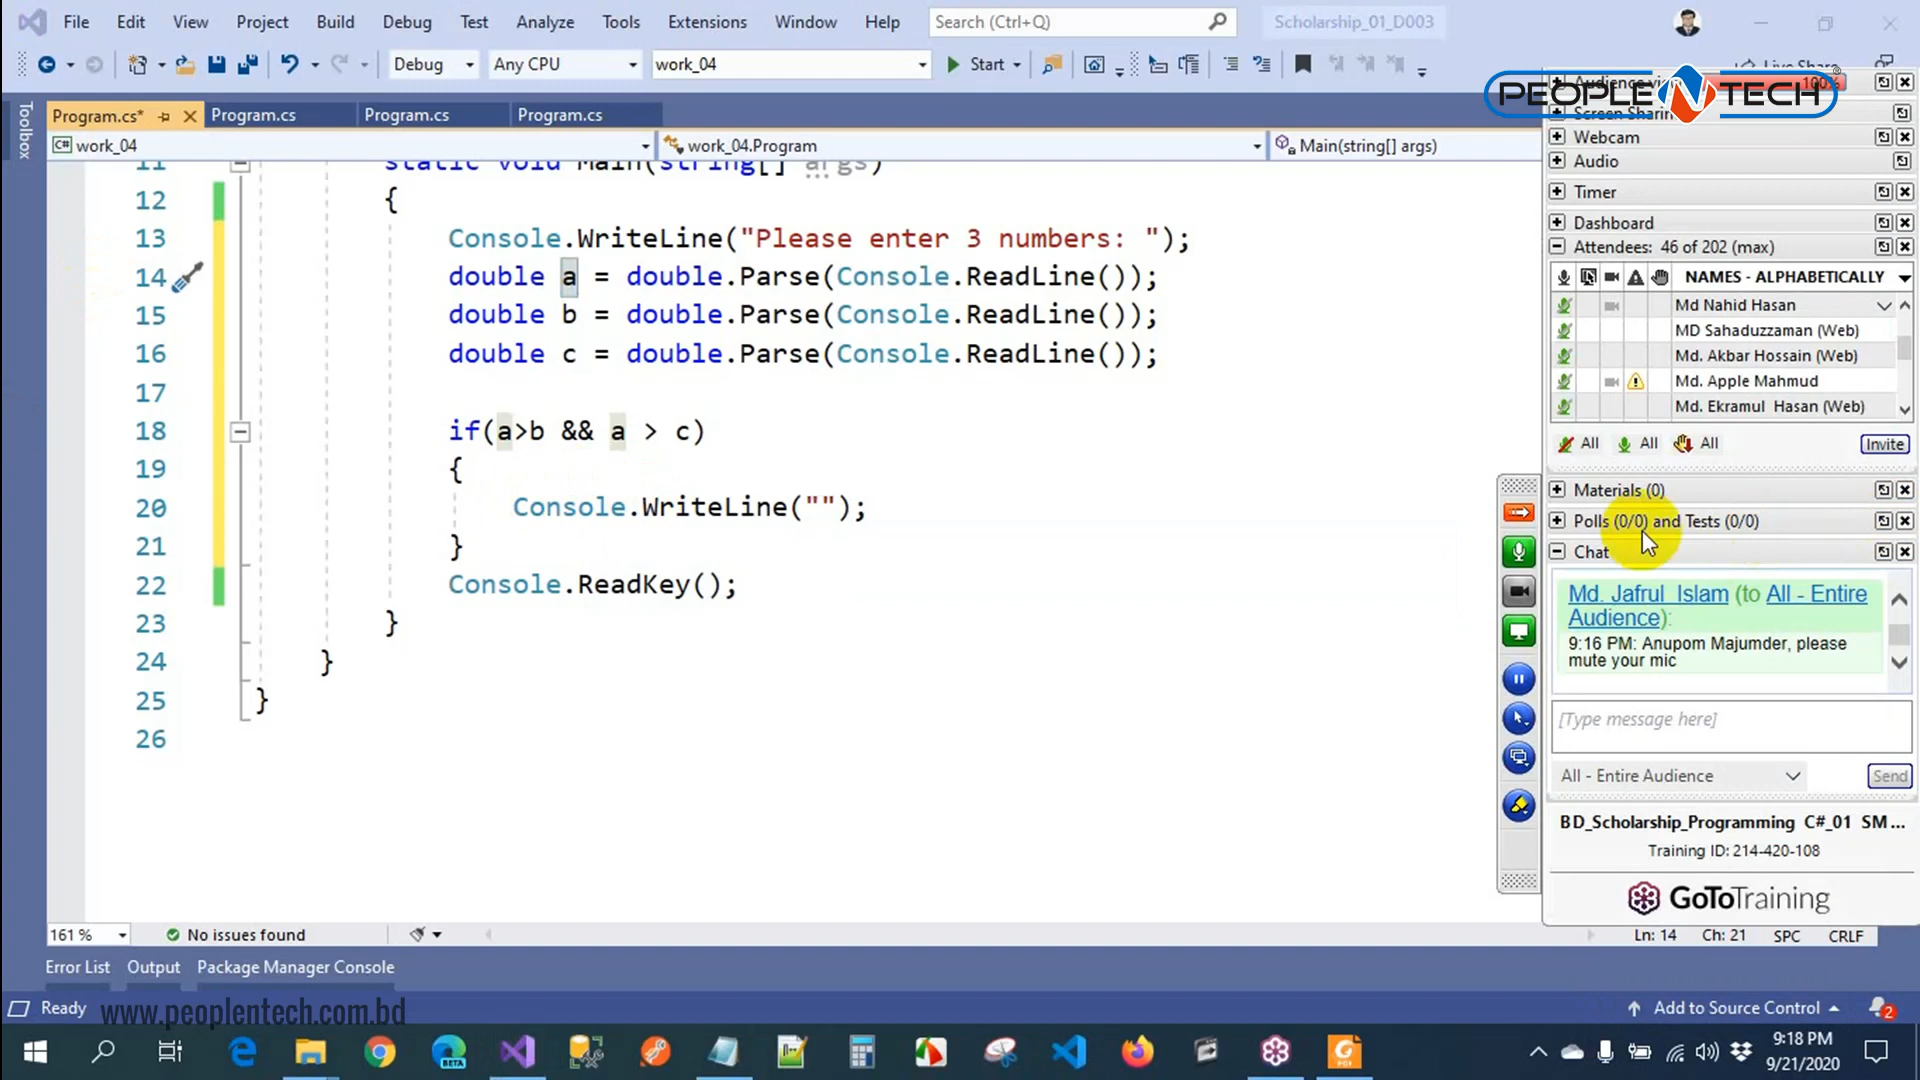 File Edit View Project Build Debug Test Analyze Tools Extensions Window Help Search (Ctrl+Q) Scholarship_01_D003
Debug Any CPU work_04 Start Live Share
PEOPLE N TECH
Toolbox
Program.cs* Program.cs Program.cs Program.cs
C# work_04 work_04.Program Main(string[] args)
11 static void Main(string[] args)
12 {
13 Console.WriteLine("Please enter 3 numbers: ");
14 double a = double.Parse(Console.ReadLine());
15 double b = double.Parse(Console.ReadLine());
16 double c = double.Parse(Console.ReadLine());
17
18 if(a>b && a > c)
19 {
20 Console.WriteLine("");
21 }
22 Console.ReadKey();
23 }
24 }
25 }
26
161 % No issues found
Ln: 14 Ch: 21 SPC CRLF
Error List Output Package Manager Console
Ready
www.peoplentech.com.bd
Add to Source Control 2
100%
Webcam
Audio
Timer
Dashboard
Attendees: 46 of 202 (max)
NAMES - ALPHABETICALLY
Md Nahid Hasan
MD Sahaduzzaman (Web)
Md. Akbar Hossain (Web)
Md. Apple Mahmud
Md. Ekramul Hasan (Web)
All All All Invite
Materials (0)
Polls (0/0) and Tests (0/0)
Chat
Md. Jafrul Islam (to All - Entire
Audience):
9:16 PM: Anupom Majumder, please
mute your mic
[Type message here]
All - Entire Audience Send
BD_Scholarship_Programming C#_01 SM ...
Training ID: 214-420-108
GoToTraining
BETA
9:18 PM
9/21/2020